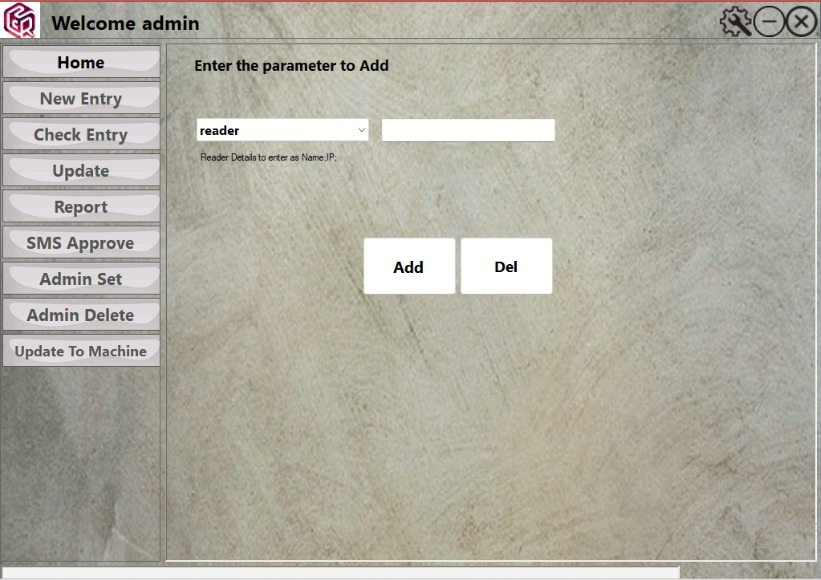 Welcome admin
Home
New Entry
Check Entry
Update
Report
SMS Approve
Admin Set
Admin Delete
Update To Machine
Enter the parameter to Add
reader
Reader Details to enter as Name;IP;
Add
Del